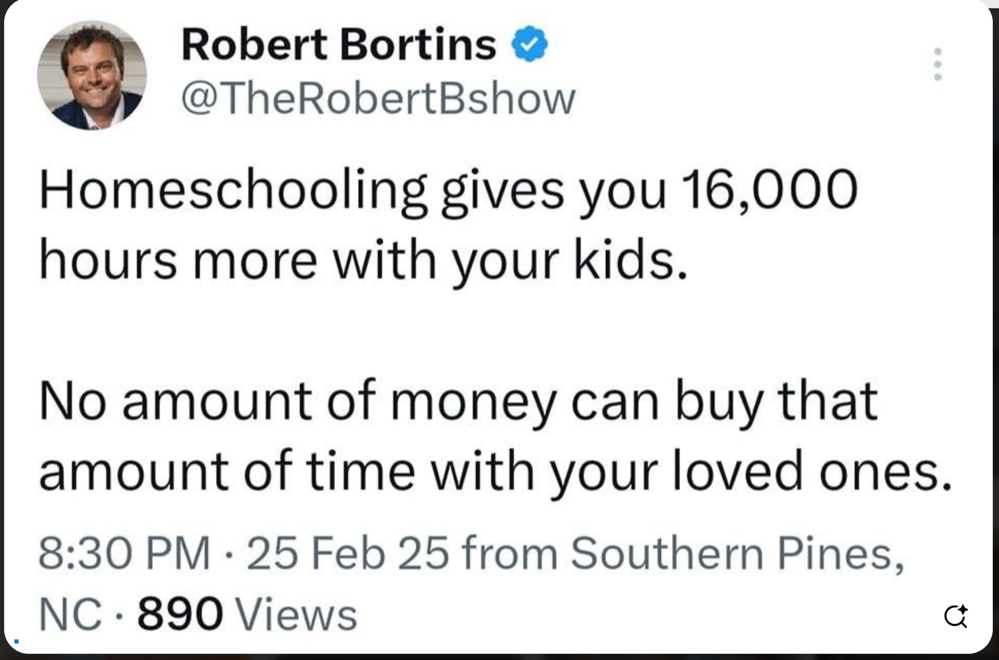 Robert Bortins
@TheRobertBshow
Homeschooling gives you 16,000
hours more with your kids.
No amount of money can buy that
amount of time with your loved ones.
8:30 PM · 25 Feb 25 from Southern Pines,
NC · 890 Views